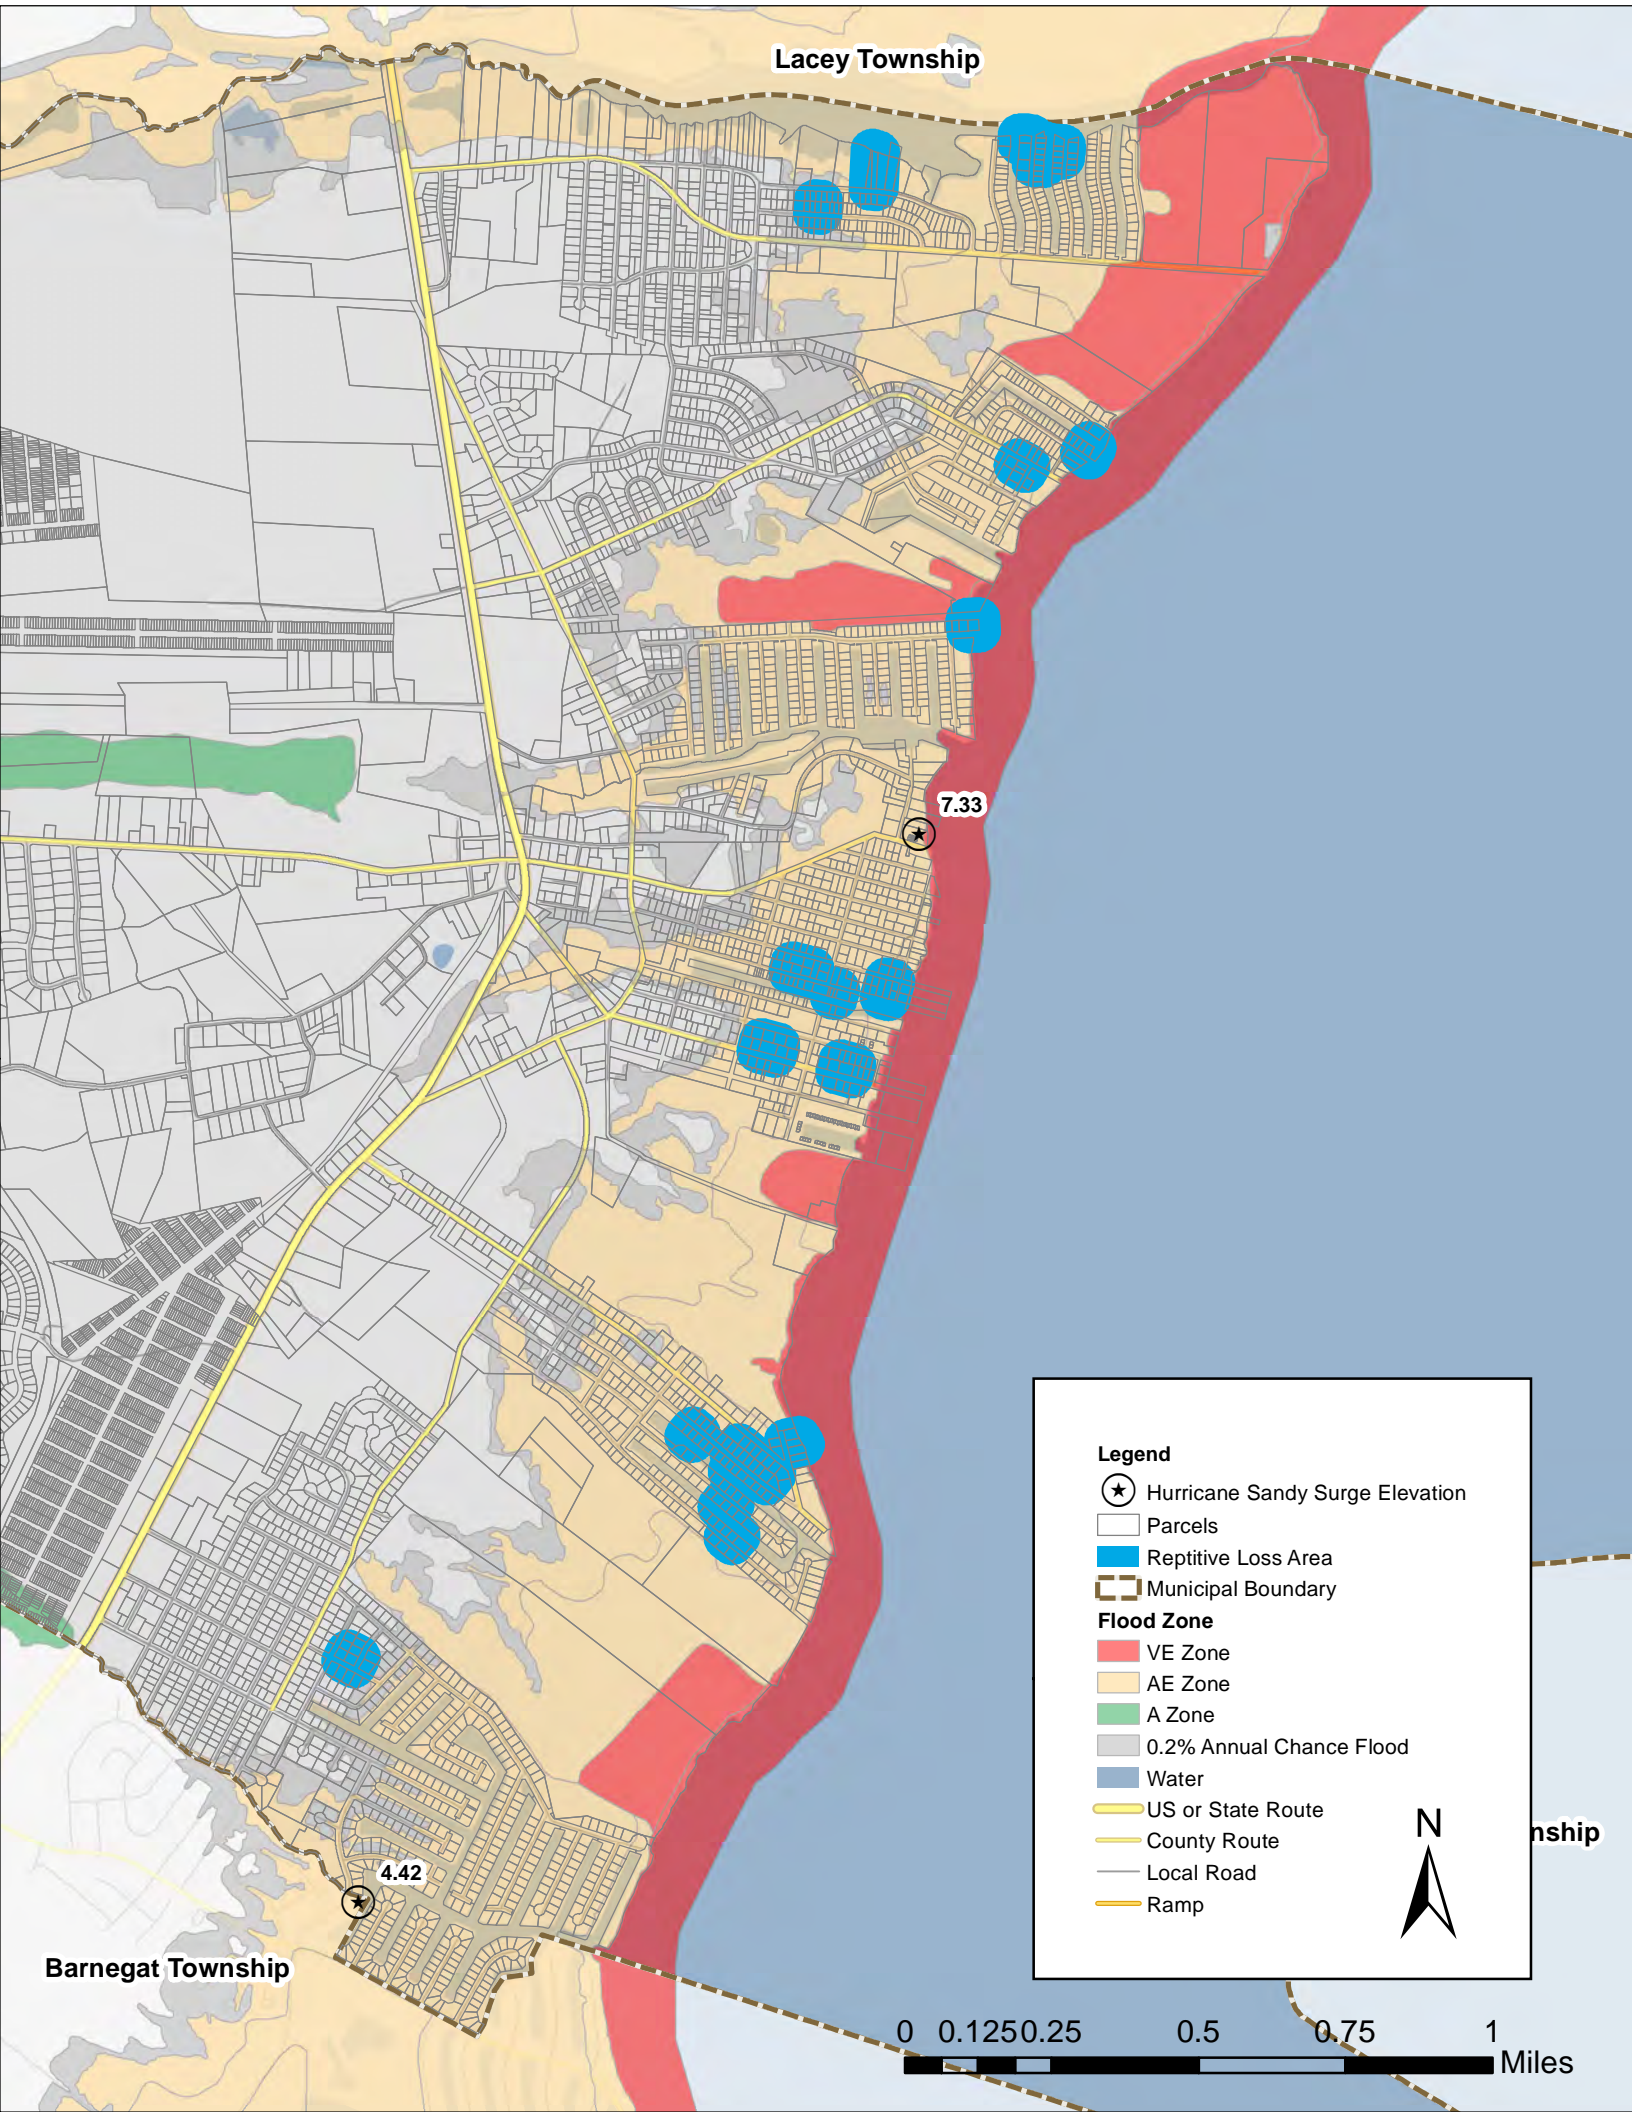 Lacey Township
7.33
4.42
Barnegat Township
Legend
Hurricane Sandy Surge Elevation
Parcels
Reptitive Loss Area
Municipal Boundary
Flood Zone
VE Zone
AE Zone
A Zone
0.2% Annual Chance Flood
Water
US or State Route
County Route
Local Road
Ramp
N
nship
0 0.125 0.25 0.5 0.75 1
Miles